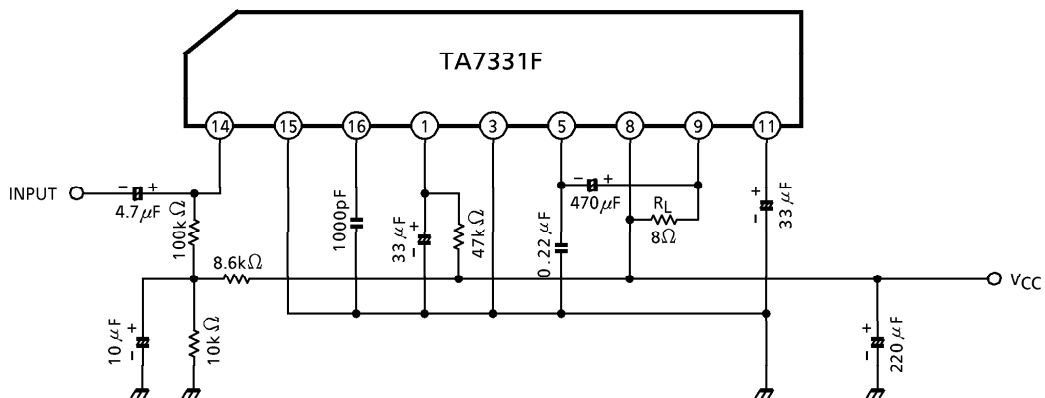 TA7331F
14 15 16 1 3 5 8 9 11
INPUT
− +
4.7μF
100kΩ
1000pF
+
−
33μF
47kΩ
− +
470μF
RL
8Ω
0.22μF
+
−
33μF
8.6kΩ
VCC
+
−
10μF
10kΩ
+
−
220μF